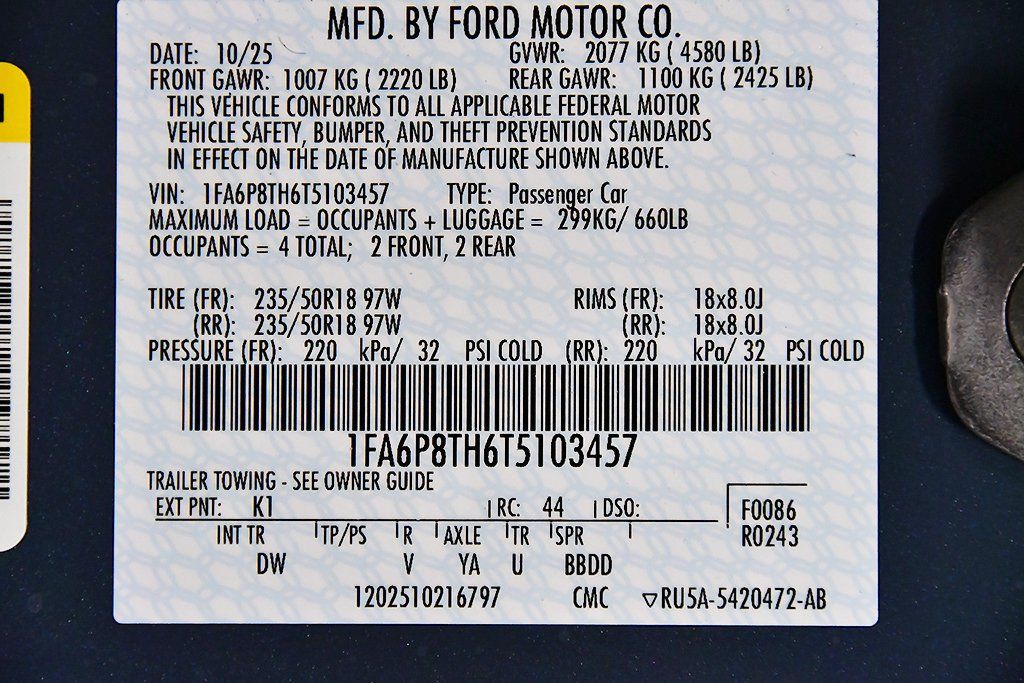 MFD. BY FORD MOTOR CO.
DATE: 10/25 GVWR: 2077 KG ( 4580 LB)
FRONT GAWR: 1007 KG ( 2220 LB) REAR GAWR: 1100 KG ( 2425 LB)
THIS VEHICLE CONFORMS TO ALL APPLICABLE FEDERAL MOTOR
VEHICLE SAFETY, BUMPER, AND THEFT PREVENTION STANDARDS
IN EFFECT ON THE DATE OF MANUFACTURE SHOWN ABOVE.
VIN: 1FA6P8TH6T5103457 TYPE: Passenger Car
MAXIMUM LOAD = OCCUPANTS + LUGGAGE = 299KG/ 660LB
OCCUPANTS = 4 TOTAL; 2 FRONT, 2 REAR
TIRE (FR): 235/50R18 97W RIMS (FR): 18x8.0J
(RR): 235/50R18 97W (RR): 18x8.0J
PRESSURE (FR): 220 kPa/ 32 PSI COLD (RR): 220 kPa/ 32 PSI COLD
1FA6P8TH6T5103457
TRAILER TOWING - SEE OWNER GUIDE
EXT PNT: K1 RC: 44 DSO: F0086
INT TR TP/PS R AXLE TR SPR R0243
DW V YA U BBDD
1202510216797 CMC ▽RU5A-5420472-AB